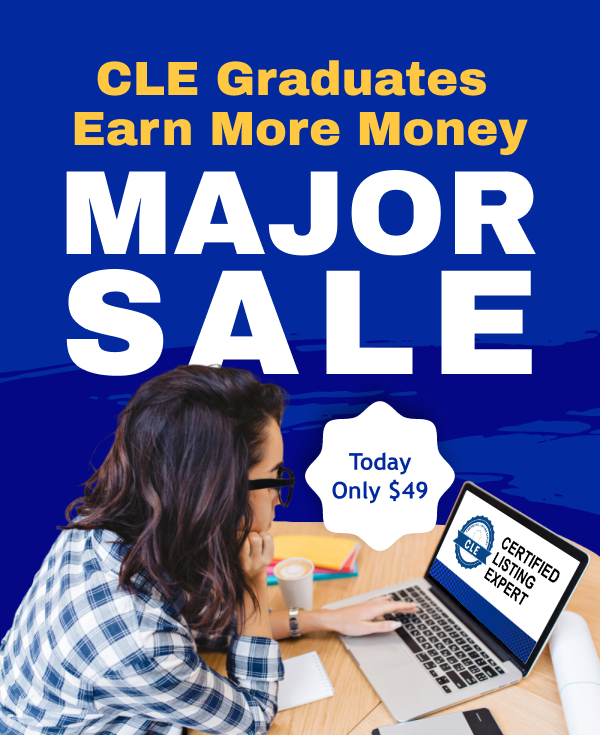 CLE Graduates
Earn More Money
MAJOR
SALE
Today
Only $49
CLE
CERTIFIED
LISTING
EXPERT